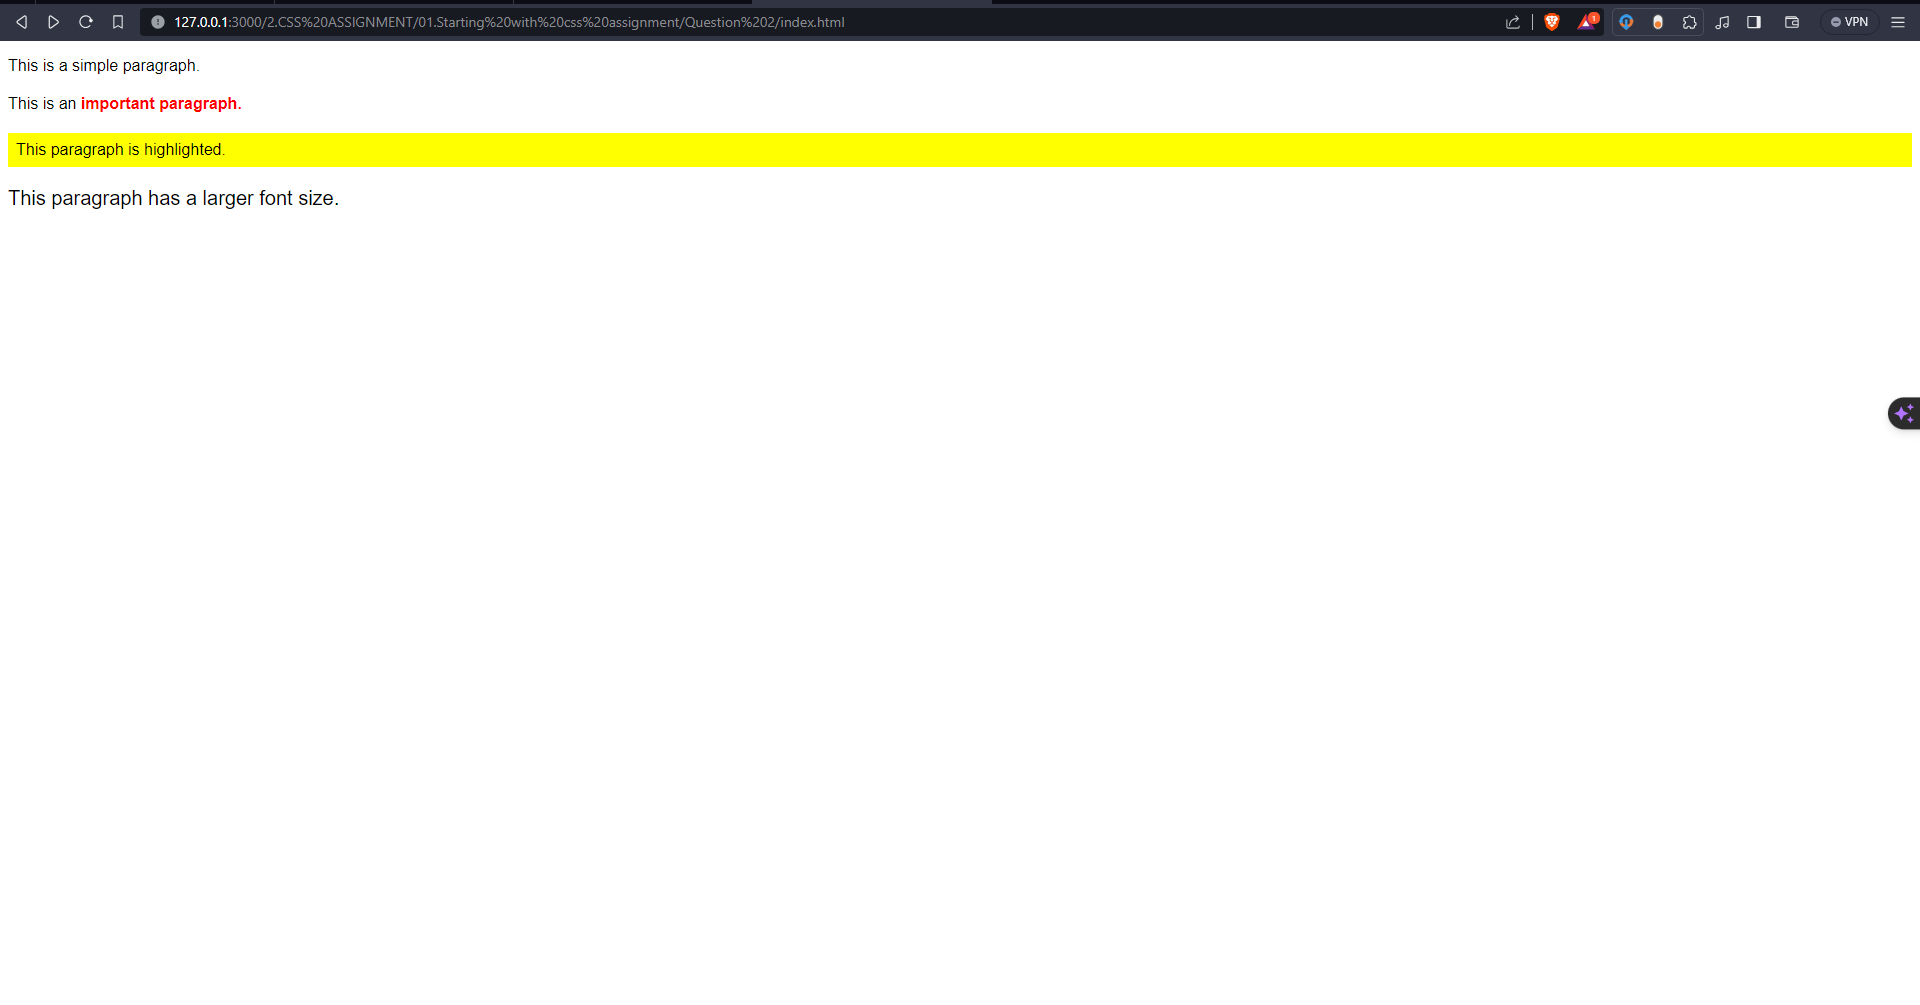 127.0.0.1:3000/2.CSS%20ASSIGNMENT/01.Starting%20with%20css%20assignment/Question%202/index.html
1
VPN
This is a simple paragraph.
This is an important paragraph.
This paragraph is highlighted.
This paragraph has a larger font size.